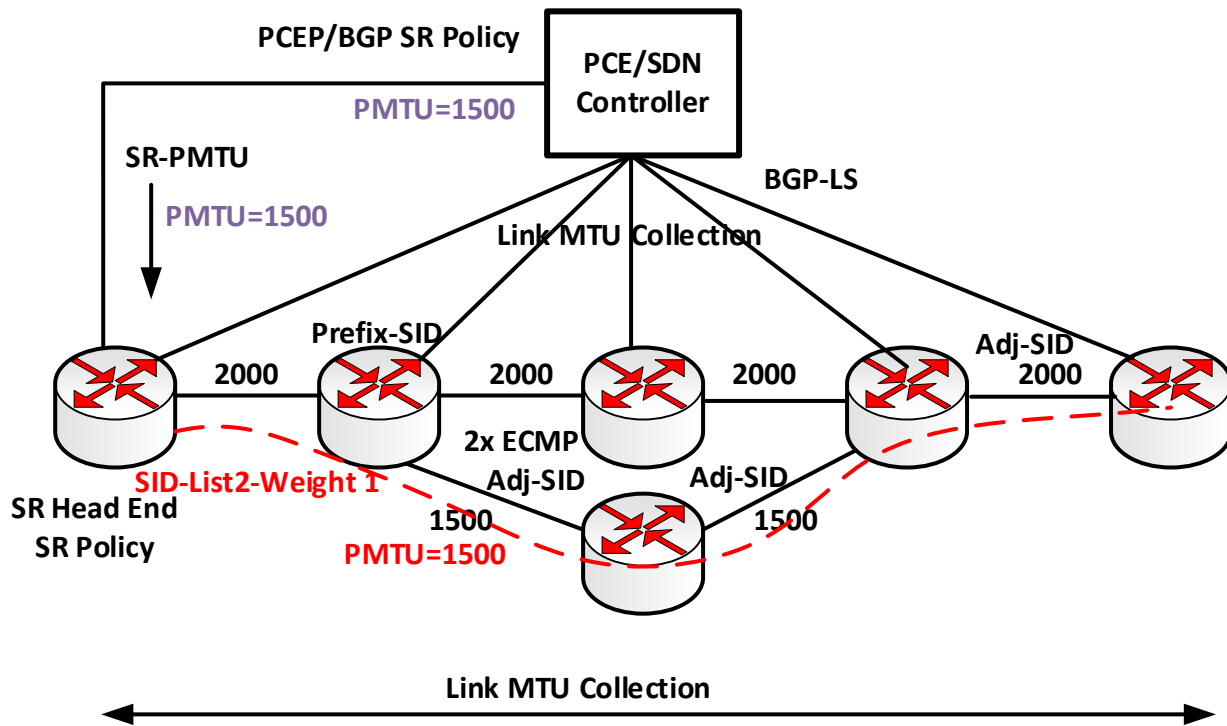 PCEP/BGP SR Policy
PCE/SDN
Controller
PMTU=1500
SR-PMTU
PMTU=1500
BGP-LS
Link MTU Collection
Prefix-SID
Adj-SID
2000
2000
2000
2000
2x ECMP
Adj-SID
Adj-SID
SID-List2-Weight 1
1500
1500
SR Head End
SR Policy
PMTU=1500
Link MTU Collection